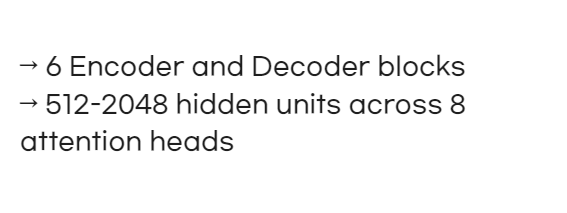 → 6 Encoder and Decoder blocks
→ 512-2048 hidden units across 8
attention heads